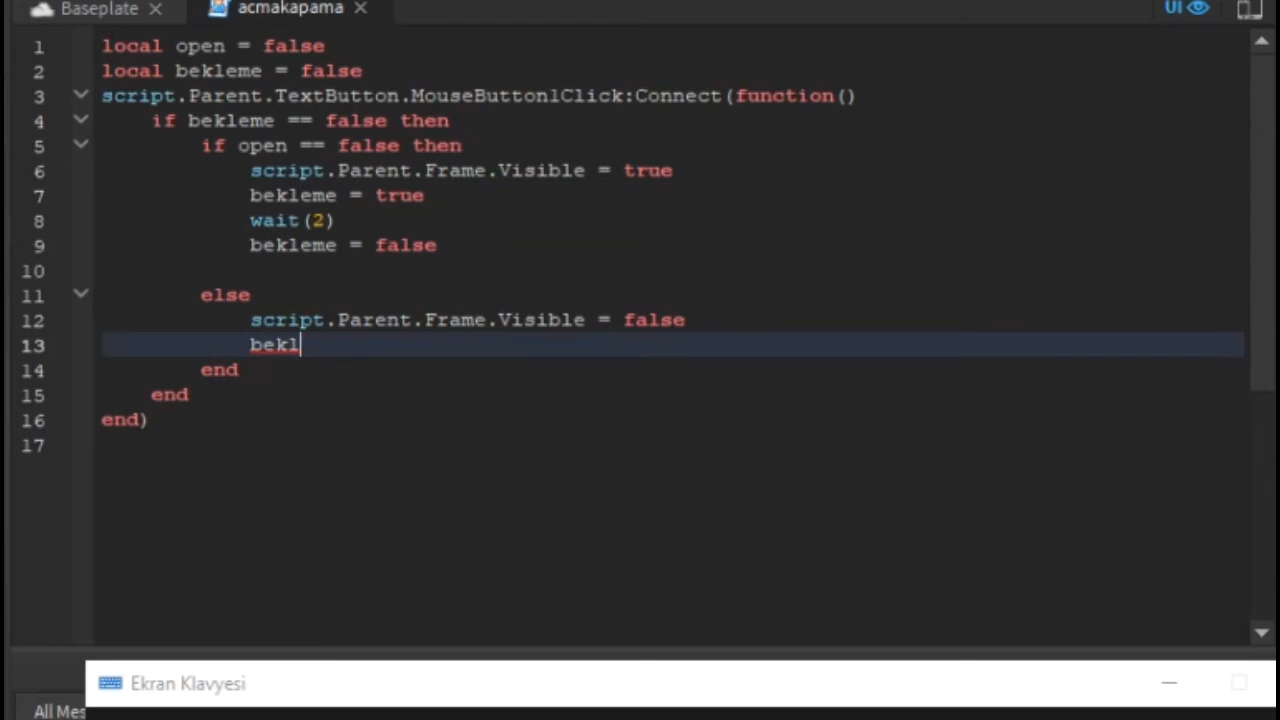 Baseplate
acmakapama
UI
1 local open = false
2 local bekleme = false
3 script.Parent.TextButton.MouseButton1Click:Connect(function()
4 if bekleme == false then
5 if open == false then
6 script.Parent.Frame.Visible = true
7 bekleme = true
8 wait(2)
9 bekleme = false
10
11 else
12 script.Parent.Frame.Visible = false
13 bekl
14 end
15 end
16 end)
17
Ekran Klavyesi
All Mes